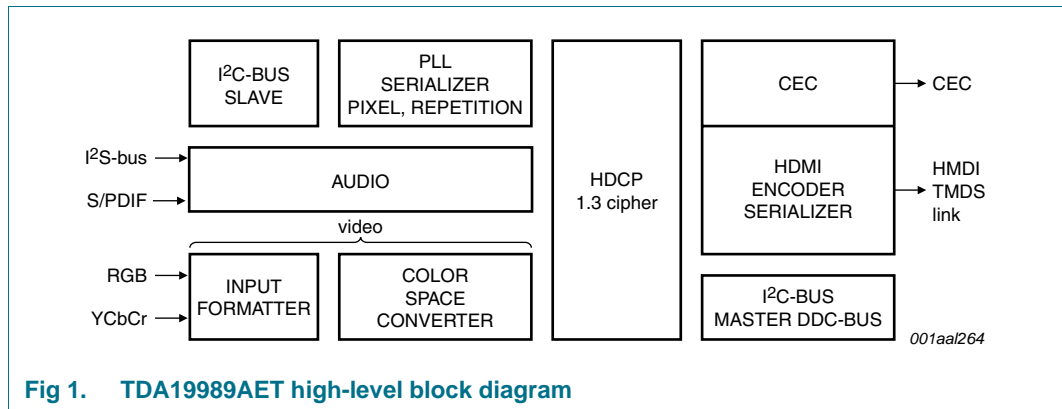 I²C-BUS
SLAVE
PLL
SERIALIZER
PIXEL, REPETITION
I²S-bus
S/PDIF
AUDIO
video
RGB
YCbCr
INPUT
FORMATTER
COLOR
SPACE
CONVERTER
HDCP
1.3 cipher
CEC
CEC
HDMI
ENCODER
SERIALIZER
HMDI
TMDS
link
I²C-BUS
MASTER DDC-BUS
001aal264
Fig 1. TDA19989AET high-level block diagram